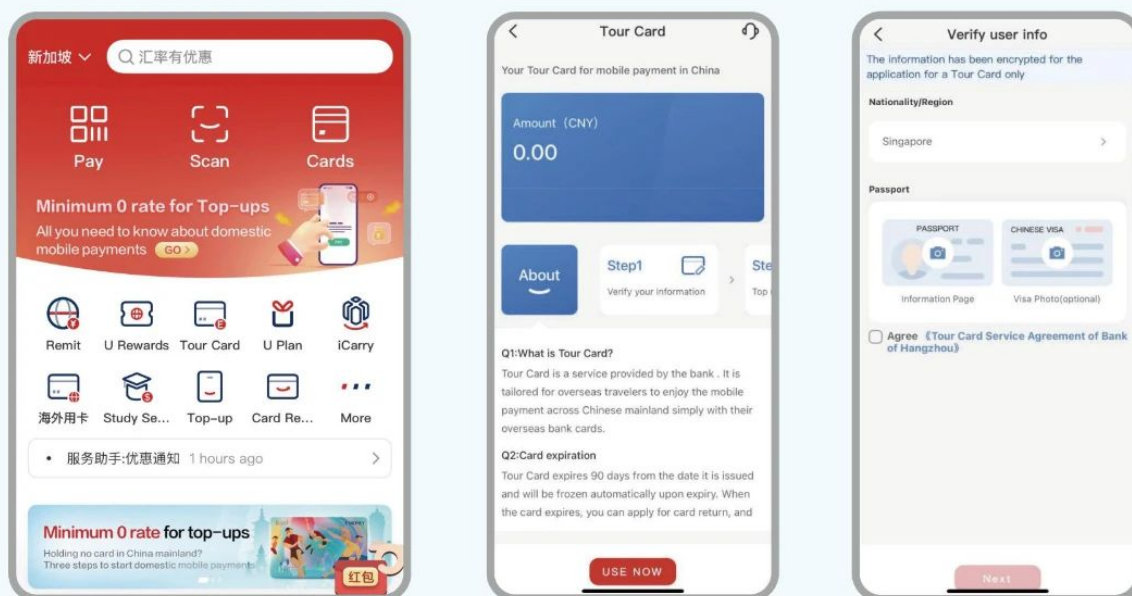 新加坡
汇率有优惠
Pay
Scan
Cards
Minimum 0 rate for Top-ups
All you need to know about domestic
mobile payments GO >
Remit
U Rewards
Tour Card
U Plan
iCarry
海外用卡
Study Se...
Top-up
Card Re...
More
• 服务助手:优惠通知 1 hours ago
Minimum 0 rate for top-ups
Holding no card in China mainland?
Three steps to start domestic mobile payments
红包
Tour Card
Your Tour Card for mobile payment in China
Amount (CNY)
0.00
About
Step1
Verify your information
Ste
Top
Q1:What is Tour Card?
Tour Card is a service provided by the bank . It is
tailored for overseas travelers to enjoy the mobile
payment across Chinese mainland simply with their
overseas bank cards.
Q2:Card expiration
Tour Card expires 90 days from the date it is issued
and will be frozen automatically upon expiry. When
the card expires, you can apply for card return, and
USE NOW
Verify user info
The information has been encrypted for the
application for a Tour Card only
Nationality/Region
Singapore
Passport
PASSPORT
CHINESE VISA
Information Page
Visa Photo(optional)
Agree 《Tour Card Service Agreement of Bank
of Hangzhou》
Next